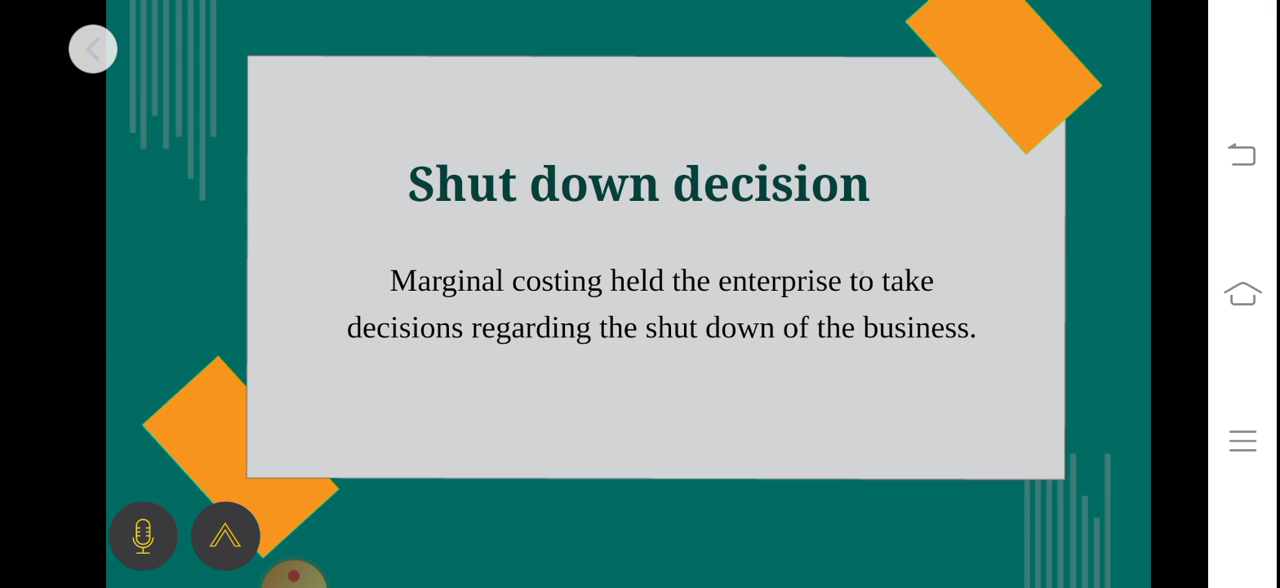 Shut down decision
Marginal costing held the enterprise to take
decisions regarding the shut down of the business.